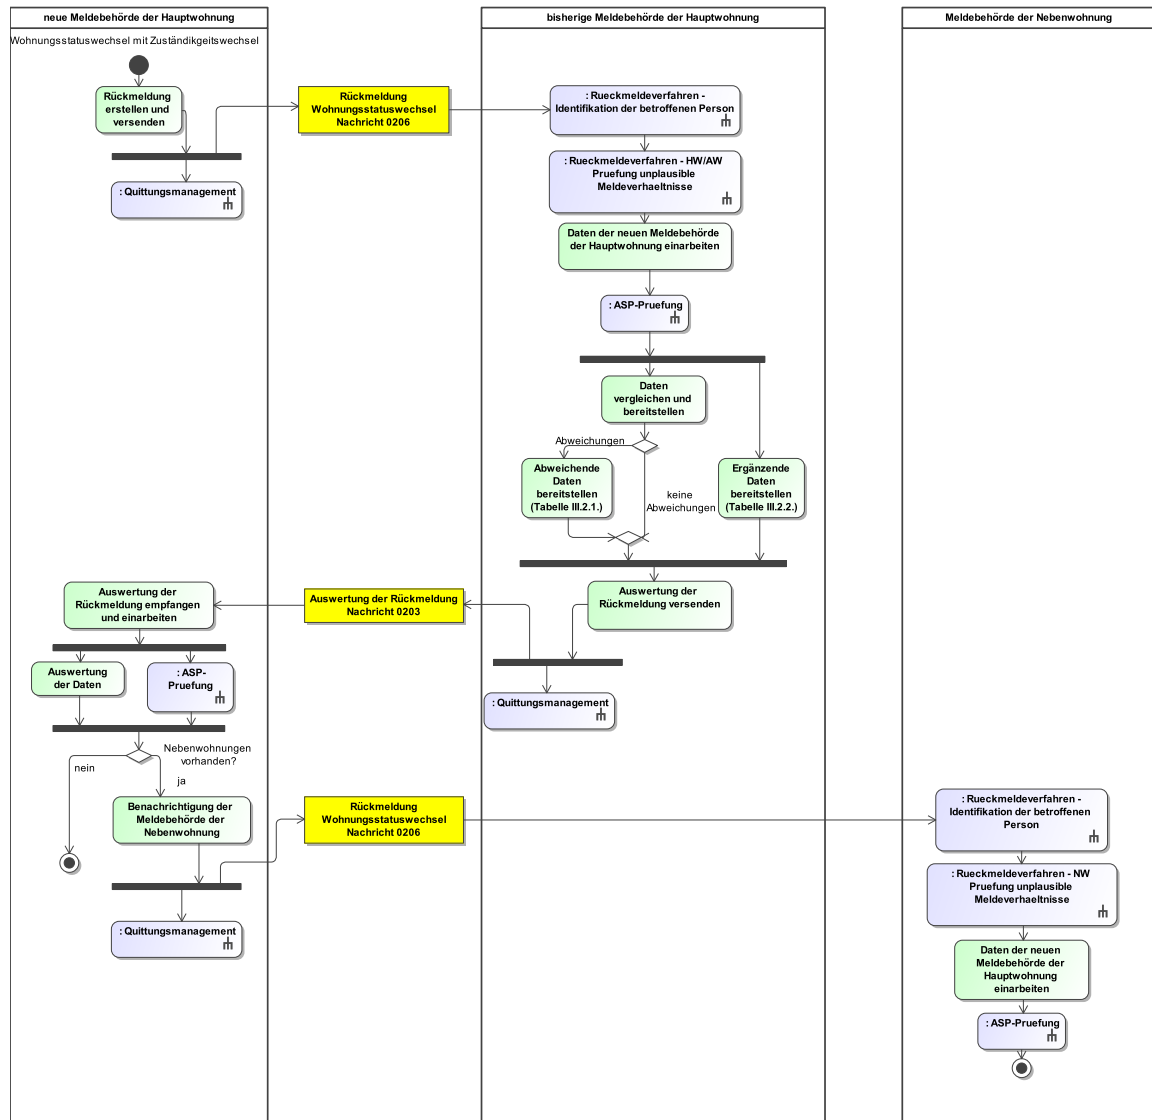 neue Meldebehörde der Hauptwohnung
bisherige Meldebehörde der Hauptwohnung
Meldebehörde der Nebenwohnung
Wohnungsstatuswechsel mit Zuständikgeitswechsel
Rückmeldung
erstellen und
versenden
: Quittungsmanagement
Rückmeldung
Wohnungsstatuswechsel
Nachricht 0206
: Rueckmeldeverfahren -
Identifikation der betroffenen Person
: Rueckmeldeverfahren - HW/AW
Pruefung unplausible
Meldeverhaeltnisse
Daten der neuen Meldebehörde
der Hauptwohnung einarbeiten
: ASP-Pruefung
Daten
vergleichen und
bereitstellen
Abweichungen
Abweichende
Daten
bereitstellen
(Tabelle III.2.1.)
keine
Abweichungen
Ergänzende
Daten
bereitstellen
(Tabelle III.2.2.)
Auswertung der
Rückmeldung versenden
: Quittungsmanagement
Auswertung der Rückmeldung
Nachricht 0203
Auswertung der
Rückmeldung empfangen
und einarbeiten
Auswertung
der Daten
: ASP-
Pruefung
Nebenwohnungen
vorhanden?
nein
ja
Benachrichtigung der
Meldebehörde der
Nebenwohnung
: Quittungsmanagement
Rückmeldung
Wohnungsstatuswechsel
Nachricht 0206
: Rueckmeldeverfahren -
Identifikation der betroffenen
Person
: Rueckmeldeverfahren - NW
Pruefung unplausible
Meldeverhaeltnisse
Daten der neuen
Meldebehörde der
Hauptwohnung
einarbeiten
: ASP-Pruefung